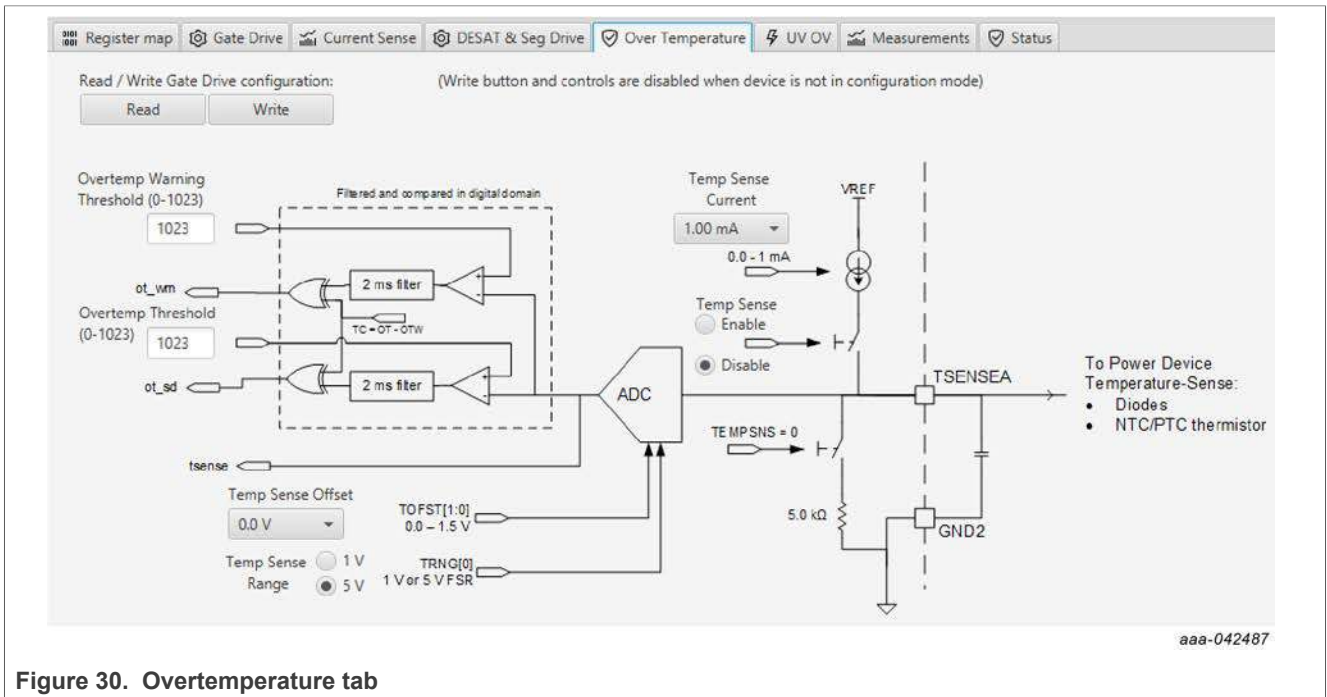 Register map Gate Drive Current Sense DESAT & Seg Drive Over Temperature UV OV Measurements Status
Read / Write Gate Drive configuration:
(Write button and controls are disabled when device is not in configuration mode)
Read Write
Overtemp Warning
Threshold (0-1023)
1023
Filtered and compared in digital domain
ot_wrn
2 ms filter
+
-
TC = OT - OTW
Overtemp Threshold
(0-1023)
1023
ot_sd
2 ms filter
+
-
tsense
ADC
Temp Sense
Current
1.00 mA
0.0 - 1 mA
VREF
Temp Sense
Enable
Disable
TSENSEA
To Power Device
Temperature-Sense:
• Diodes
• NTC/PTC thermistor
TEMPSNS = 0
5.0 kΩ
GND2
Temp Sense Offset
0.0 V
TOFST[1:0]
0.0 – 1.5 V
Temp Sense
Range
1 V
5 V
TRNG[0]
1 V or 5 V FSR
aaa-042487
Figure 30. Overtemperature tab